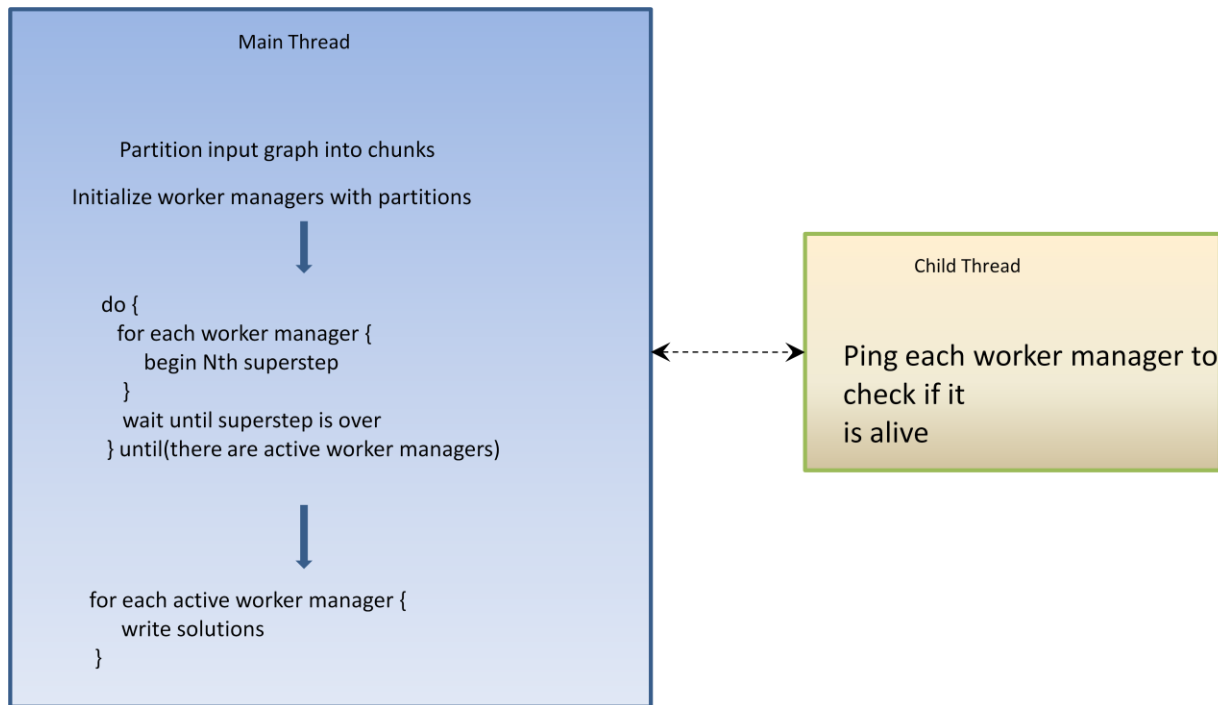 Main Thread
Partition input graph into chunks
Initialize worker managers with partitions
do {
for each worker manager {
begin Nth superstep
}
wait until superstep is over
} until(there are active worker managers)
for each active worker manager {
write solutions
}
Child Thread
Ping each worker manager to
check if it
is alive